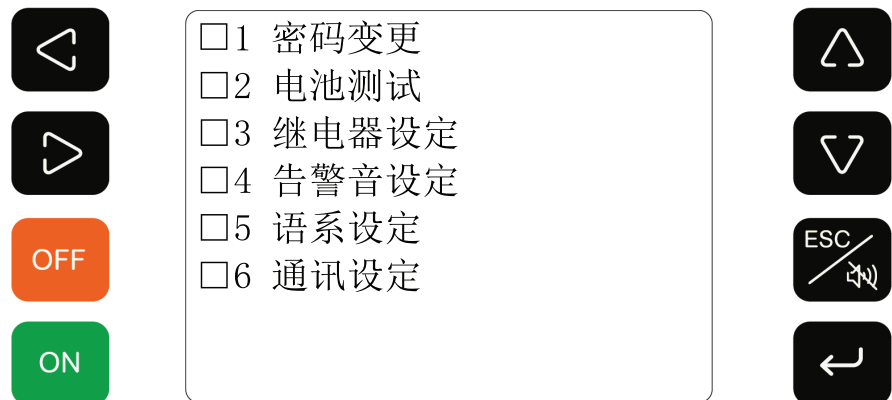 □1 密码变更
□2 电池测试
□3 继电器设定
□4 告警音设定
□5 语系设定
□6 通讯设定
OFF
ON
ESC